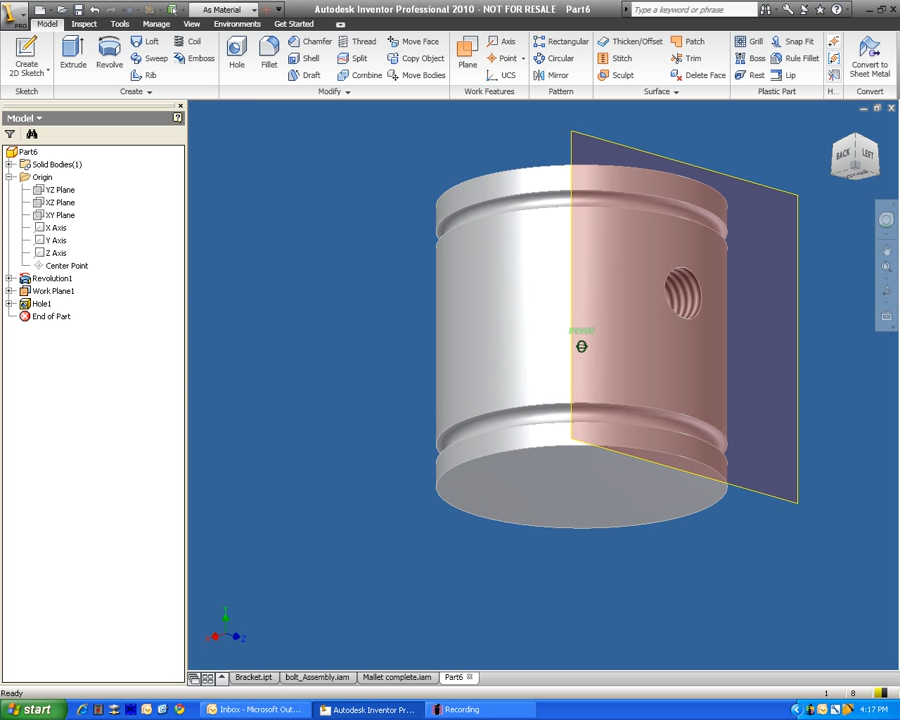 Autodesk Inventor Professional 2010 - NOT FOR RESALE Part6
As Material
Type a keyword or phrase
PRO
Model Inspect Tools Manage View Environments Get Started
Create
2D Sketch
Extrude
Revolve
Loft
Sweep
Rib
Coil
Emboss
Hole
Fillet
Chamfer
Shell
Draft
Thread
Split
Combine
Move Face
Copy Object
Move Bodies
Plane
Axis
Point
UCS
Rectangular
Circular
Mirror
Thicken/Offset
Stitch
Sculpt
Patch
Trim
Delete Face
Grill
Boss
Rest
Snap Fit
Rule Fillet
Lip
Convert to
Sheet Metal
Sketch Create Modify Work Features Pattern Surface Plastic Part H... Convert
Model
Part6
Solid Bodies(1)
Origin
YZ Plane
XZ Plane
XY Plane
X Axis
Y Axis
Z Axis
Center Point
Revolution1
Work Plane1
Hole1
End of Part
BACK LEFT
Y
Z
Bracket.ipt bolt_Assembly.iam Mallet complete.iam Part6
Ready 1 8
start Inbox - Microsoft Out... Autodesk Inventor Pr... Recording 4:17 PM